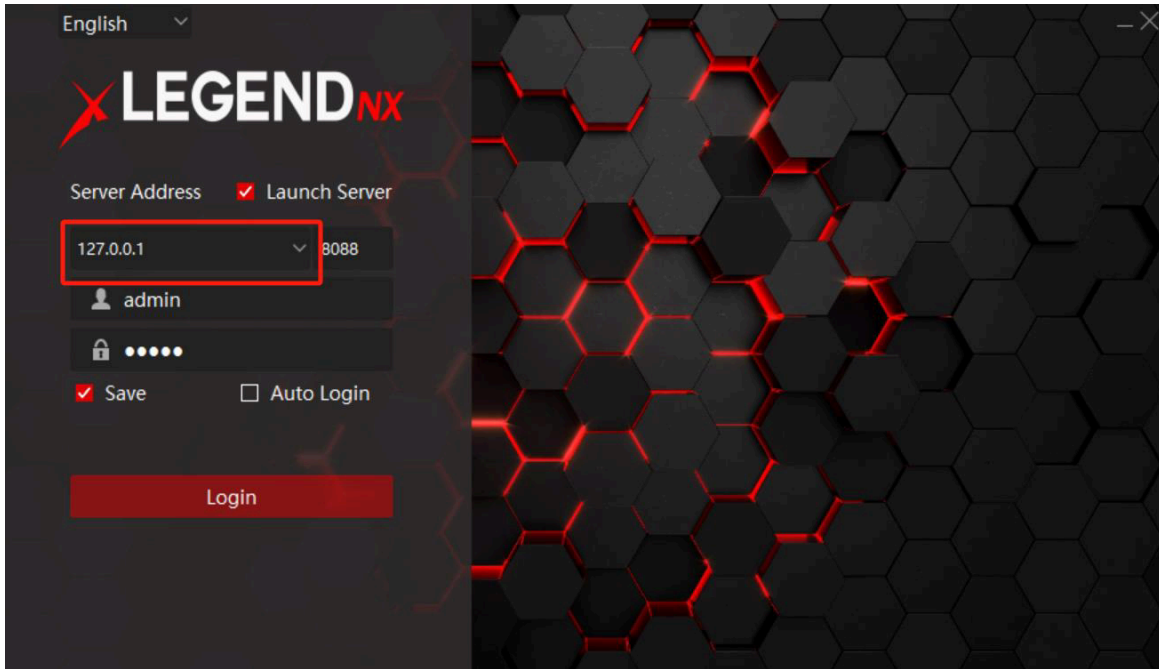 English
LEGEND NX
Server Address Launch Server
127.0.0.1 8088
admin
●●●●●
Save Auto Login
Login